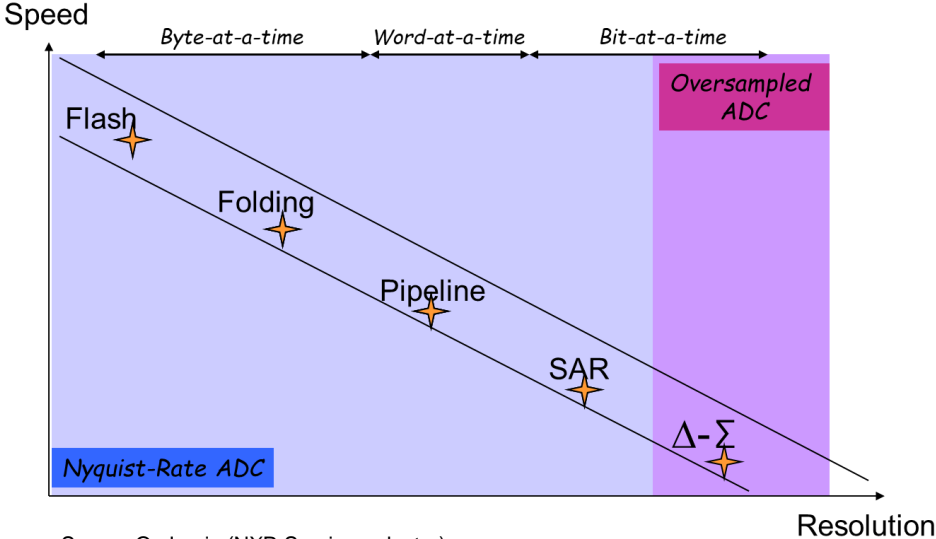 Speed
Byte-at-a-time Word-at-a-time Bit-at-a-time
Oversampled
ADC
Flash
Folding
Pipeline
SAR
Δ-Σ
Nyquist-Rate ADC
Resolution